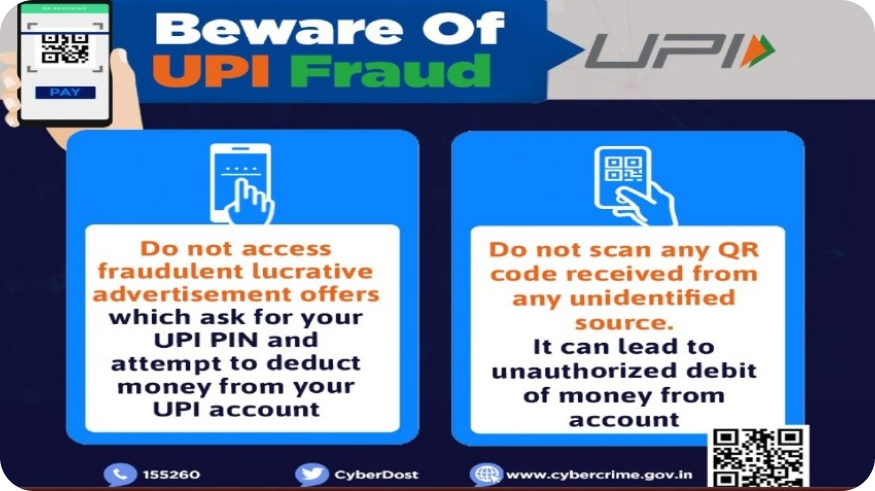 Beware Of
UPI Fraud
UPI
PAY
Do not access
fraudulent lucrative
advertisement offers
which ask for your
UPI PIN and
attempt to deduct
money from your
UPI account
Do not scan any QR
code received from
any unidentified
source.
It can lead to
unauthorized debit
of money from
account
155260
CyberDost
www.cybercrime.gov.in